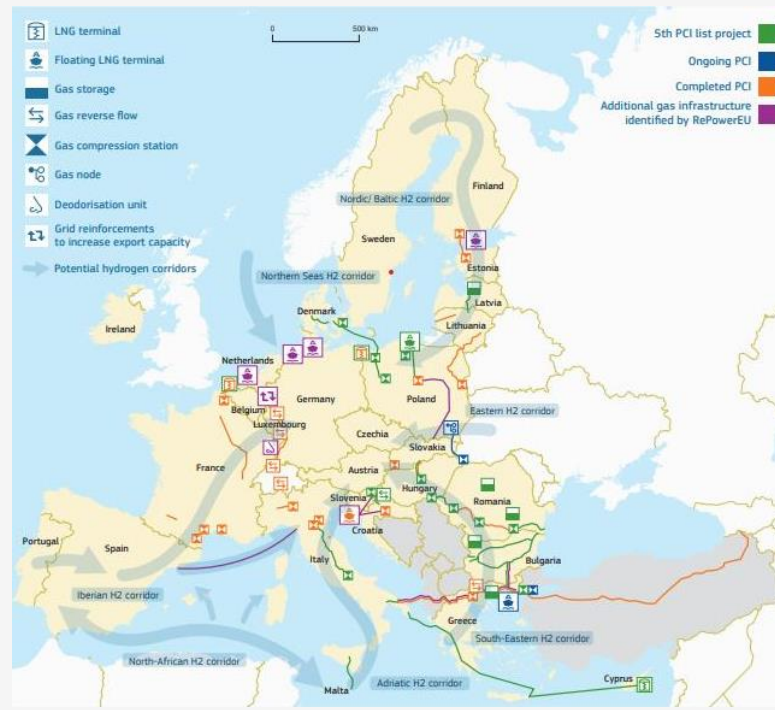 LNG terminal
Floating LNG terminal
Gas storage
Gas reverse flow
Gas compression station
Gas node
Deodorisation unit
Grid reinforcements
to increase export capacity
Potential hydrogen corridors
0
500 km
5th PCI list project
Ongoing PCI
Completed PCI
Additional gas infrastructure
identified by RePowerEU
Finland
Nordic/ Baltic H2 corridor
Sweden
Estonia
Northern Seas H2 corridor
Latvia
Denmark
Lithuania
Ireland
Netherlands
Germany
Poland
Belgium
Eastern H2 corridor
Luxembourg
Czechia
Slovakia
France
Austria
Hungary
Slovenia
Romania
Croatia
Portugal
Spain
Italy
Bulgaria
Iberian H2 corridor
Greece
South-Eastern H2 corridor
North-African H2 corridor
Malta
Adriatic H2 corridor
Cyprus